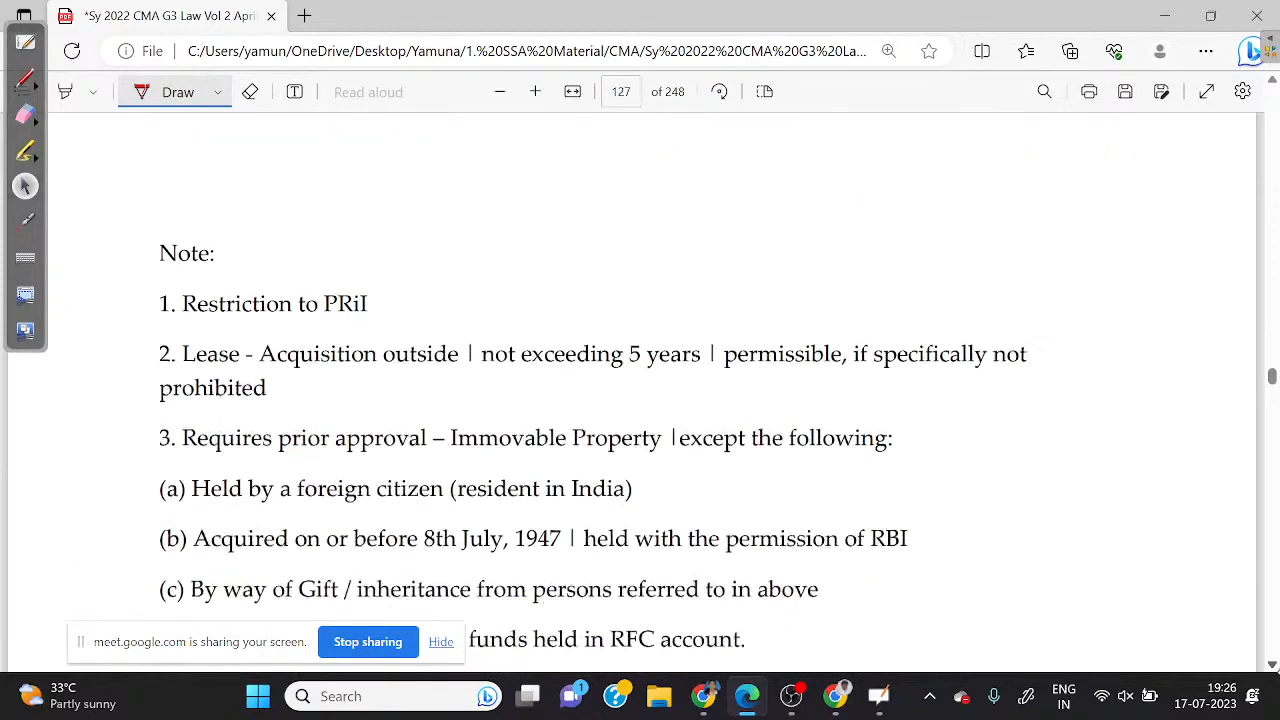 *Sy 2022 CMA G3 Law Vol 2 Apri
File
C:/Users/yamun/OneDrive/Desktop/Yamuna/1.%20SSA%20Material/CMA/Sy%202022%20CMA%20G3%20La...
Draw
Read aloud
127
of 248
Note:
1. Restriction to PRiI
2. Lease - Acquisition outside | not exceeding 5 years | permissible, if specifically not
prohibited
3. Requires prior approval – Immovable Property |except the following:
(a) Held by a foreign citizen (resident in India)
(b) Acquired on or before 8th July, 1947 | held with the permission of RBI
(c) By way of Gift / inheritance from persons referred to in above
funds held in RFC account.
meet.google.com is sharing your screen.
Stop sharing
Hide
33°C
Partly sunny
Search
1
ENG
IN
19:26
17-07-2023